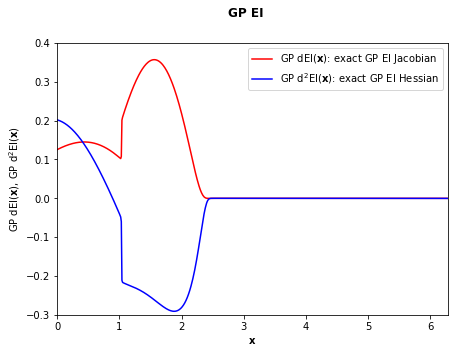 GP EI
GP dEI(x): exact GP EI Jacobian
GP d²EI(x): exact GP EI Hessian
GP dEI(x), GP d²EI(x)
0.4
0.3
0.2
0.1
0.0
−0.1
−0.2
−0.3
0 1 2 3 4 5 6
x